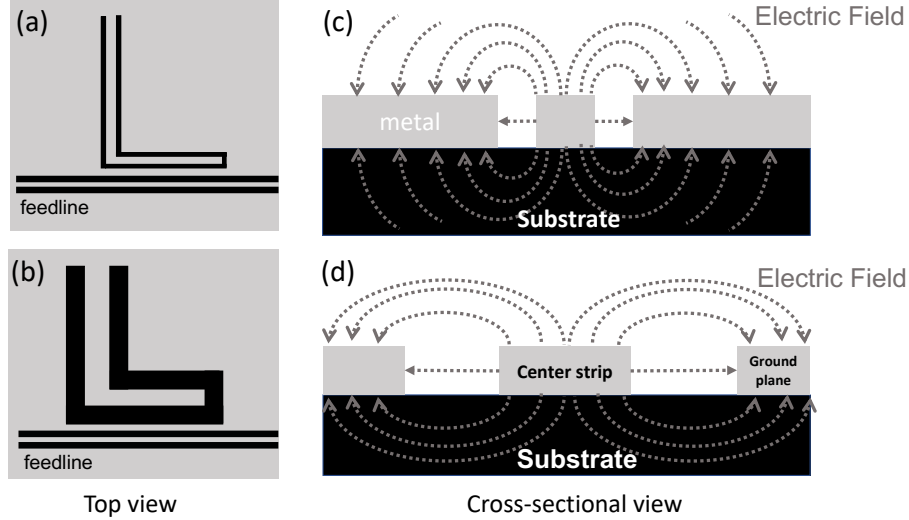 (a)
feedline
(b)
feedline
Top view
(c)
Electric Field
metal
Substrate
(d)
Electric Field
Center strip
Ground
plane
Substrate
Cross-sectional view